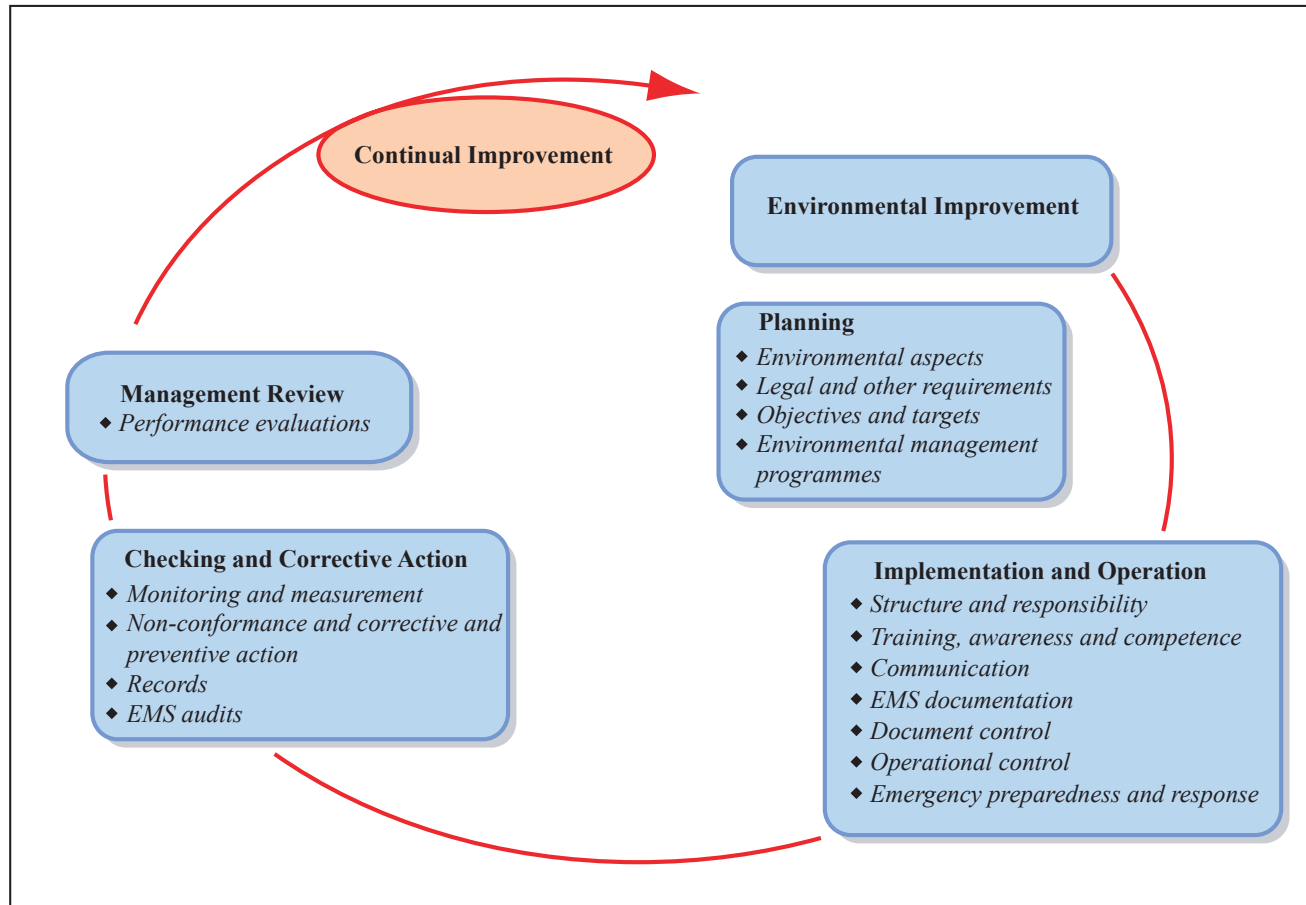 Continual Improvement
Environmental Improvement
Planning
◆ Environmental aspects
◆ Legal and other requirements
◆ Objectives and targets
◆ Environmental management
programmes
Implementation and Operation
◆ Structure and responsibility
◆ Training, awareness and competence
◆ Communication
◆ EMS documentation
◆ Document control
◆ Operational control
◆ Emergency preparedness and response
Checking and Corrective Action
◆ Monitoring and measurement
◆ Non-conformance and corrective and
preventive action
◆ Records
◆ EMS audits
Management Review
◆ Performance evaluations